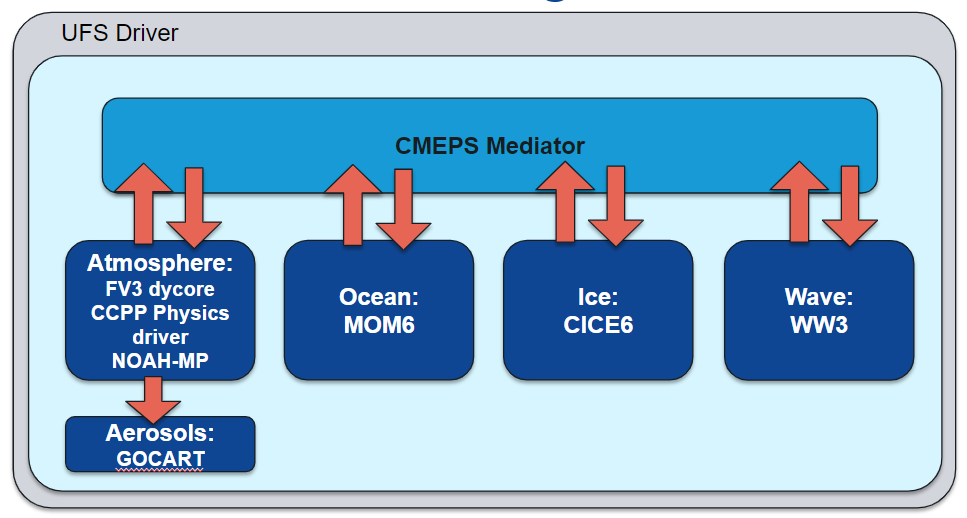 UFS Driver
CMEPS Mediator
Atmosphere:
FV3 dycore
CCPP Physics
driver
NOAH-MP
Ocean:
MOM6
Ice:
CICE6
Wave:
WW3
Aerosols:
GOCART